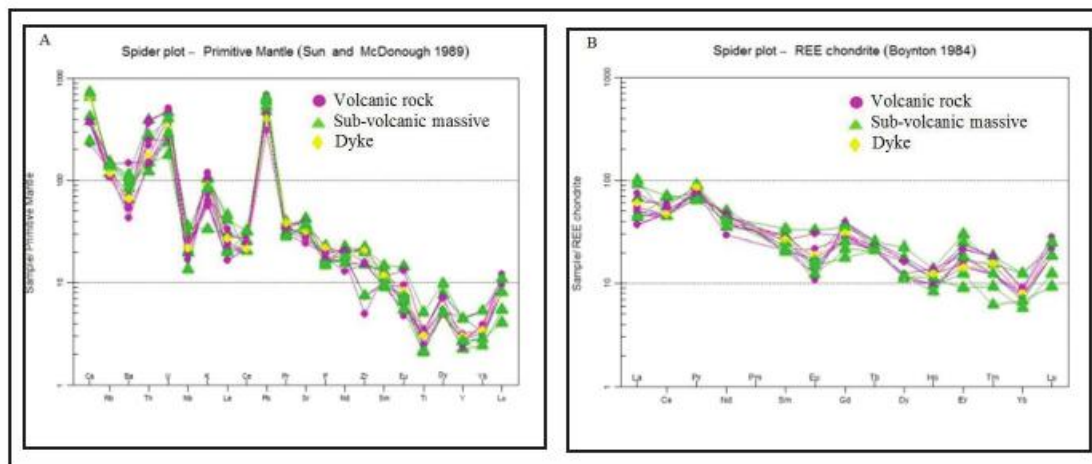 A
Spider plot – Primitive Mantle (Sun and McDonough 1989)
Sample/ Primitive Mantle
1000
100
10
1
Volcanic rock
Sub-volcanic massive
Dyke
Cs Ba Th U K Ce Pr P Zr Eu Dy Yb
Rb Th Nb La Pb Sr Nd Sm Ti Y Lu
B
Spider plot – REE chondrite (Boynton 1984)
Sample/ REE chondrite
1000
100
10
1
Volcanic rock
Sub-volcanic massive
Dyke
La Pr Pm Eu Tb Ho Tm Lu
Ce Nd Sm Gd Dy Er Yb